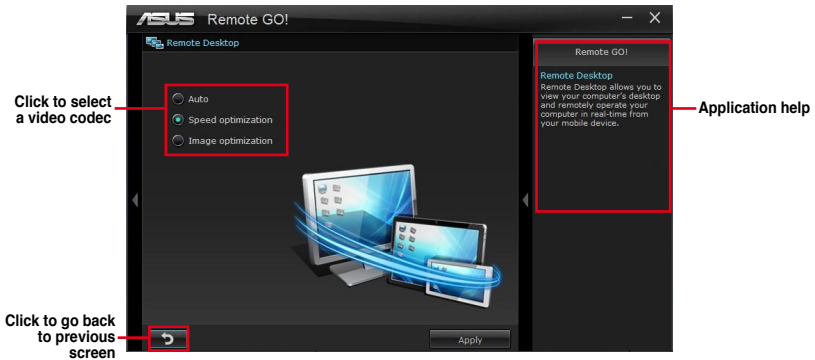 ASUS Remote GO!
Remote Desktop
Remote GO!
Click to select
a video codec
Auto
Speed optimization
Image optimization
Remote Desktop
Remote Desktop allows you to
view your computer's desktop
and remotely operate your
computer in real-time from
your mobile device.
Application help
Click to go back
to previous
screen
Apply